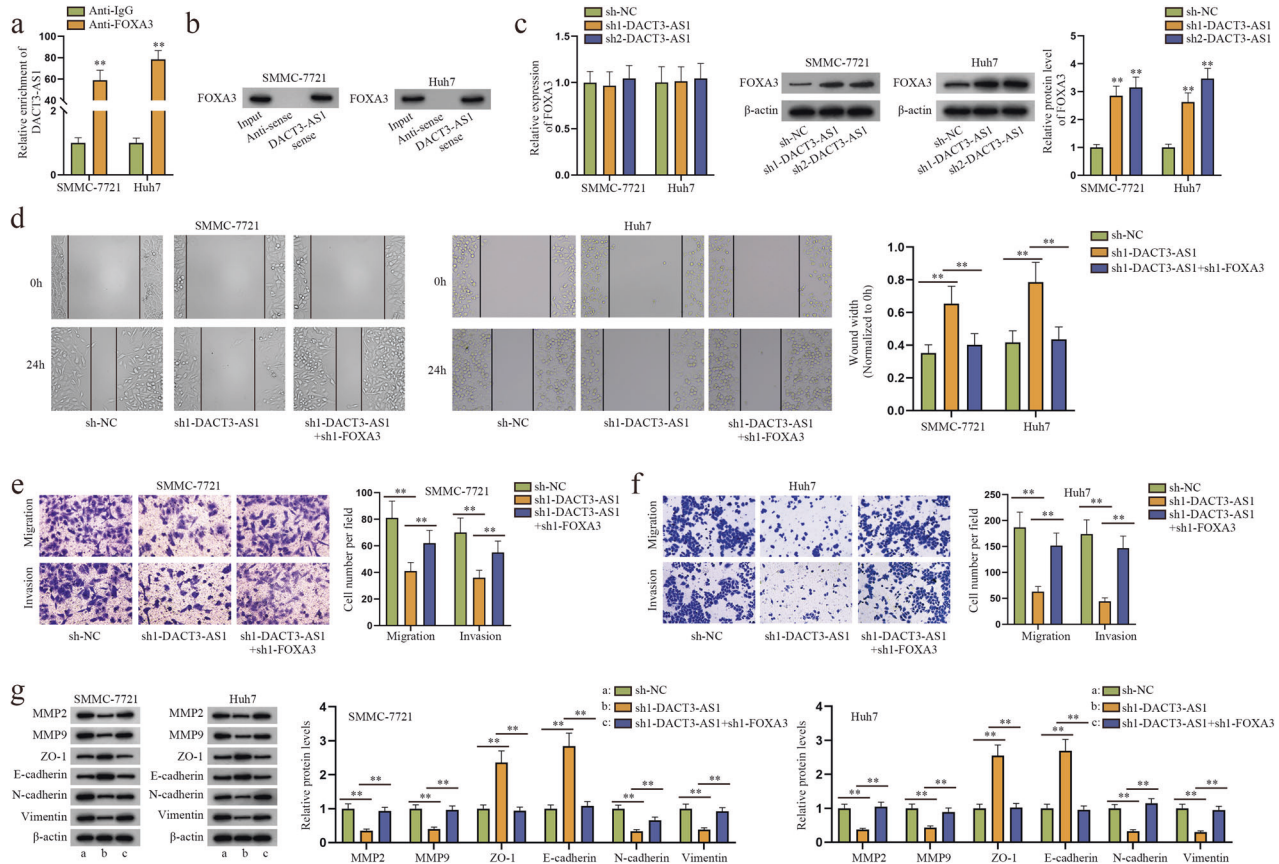 a
Anti-IgG
Anti-FOXA3
Relative enrichment of
DACT3-AS1
100
80
60
40
2
1
0
**
**
SMMC-7721
Huh7
b
SMMC-7721
FOXA3
Input
Anti-sense
DACT3-AS1
sense
Huh7
FOXA3
Input
Anti-sense
DACT3-AS1
sense
c
sh-NC
sh1-DACT3-AS1
sh2-DACT3-AS1
Relative expression
of FOXA3
1.5
1.0
0.5
0.0
SMMC-7721
Huh7
SMMC-7721
FOXA3
β-actin
sh-NC
sh1-DACT3-AS1
sh2-DACT3-AS1
Huh7
FOXA3
β-actin
sh-NC
sh1-DACT3-AS1
sh2-DACT3-AS1
sh-NC
sh1-DACT3-AS1
sh2-DACT3-AS1
Relative protein level
of FOXA3
5
4
3
2
1
0
**
**
**
**
SMMC-7721
Huh7
d
SMMC-7721
0h
24h
sh-NC
sh1-DACT3-AS1
sh1-DACT3-AS1
+sh1-FOXA3
Huh7
0h
24h
sh-NC
sh1-DACT3-AS1
sh1-DACT3-AS1
+sh1-FOXA3
sh-NC
sh1-DACT3-AS1)
sh1-DACT3-AS1+sh1-FOXA3
Wound width
(Normalized to 0h)
1.0
0.8
0.6
0.4
0.2
0.0
**
**
**
**
SMMC-7721
Huh7
e
SMMC-7721
Migration
Invasion
sh-NC
sh1-DACT3-AS1
sh1-DACT3-AS1
+sh1-FOXA3
SMMC-7721
sh-NC
sh1-DACT3-AS1
sh1-DACT3-AS1
+sh1-FOXA3
Cell number per field
100
80
60
40
20
0
**
**
**
**
Migration
Invasion
f
Huh7
Migration
Invasion
sh-NC
sh1-DACT3-AS1
sh1-DACT3-AS1
+sh1-FOXA3
Huh7
sh-NC
sh1-DACT3-AS1
sh1-DACT3-AS1
+sh1-FOXA3
Cell number per field
250
200
150
100
50
0
**
**
**
**
Migration
Invasion
g
SMMC-7721
MMP2
MMP9
ZO-1
E-cadherin
N-cadherin
Vimentin
β-actin
a b c
Huh7
MMP2
MMP9
ZO-1
E-cadherin
N-cadherin
Vimentin
β-actin
a b c
SMMC-7721
a: sh-NC
b: sh1-DACT3-AS1
c: sh1-DACT3-AS1+sh1-FOXA3
Relative protein levels
4
3
2
1
0
**
**
**
**
**
**
**
**
**
**
**
**
MMP2
MMP9
ZO-1
E-cadherin
N-cadherin
Vimentin
Huh7
a: sh-NC
b: sh1-DACT3-AS1
c: sh1-DACT3-AS1+sh1-FOXA3
Relative protein levels
4
3
2
1
0
**
**
**
**
**
**
**
**
**
**
**
**
MMP2
MMP9
ZO-1
E-cadherin
N-cadherin
Vimentin